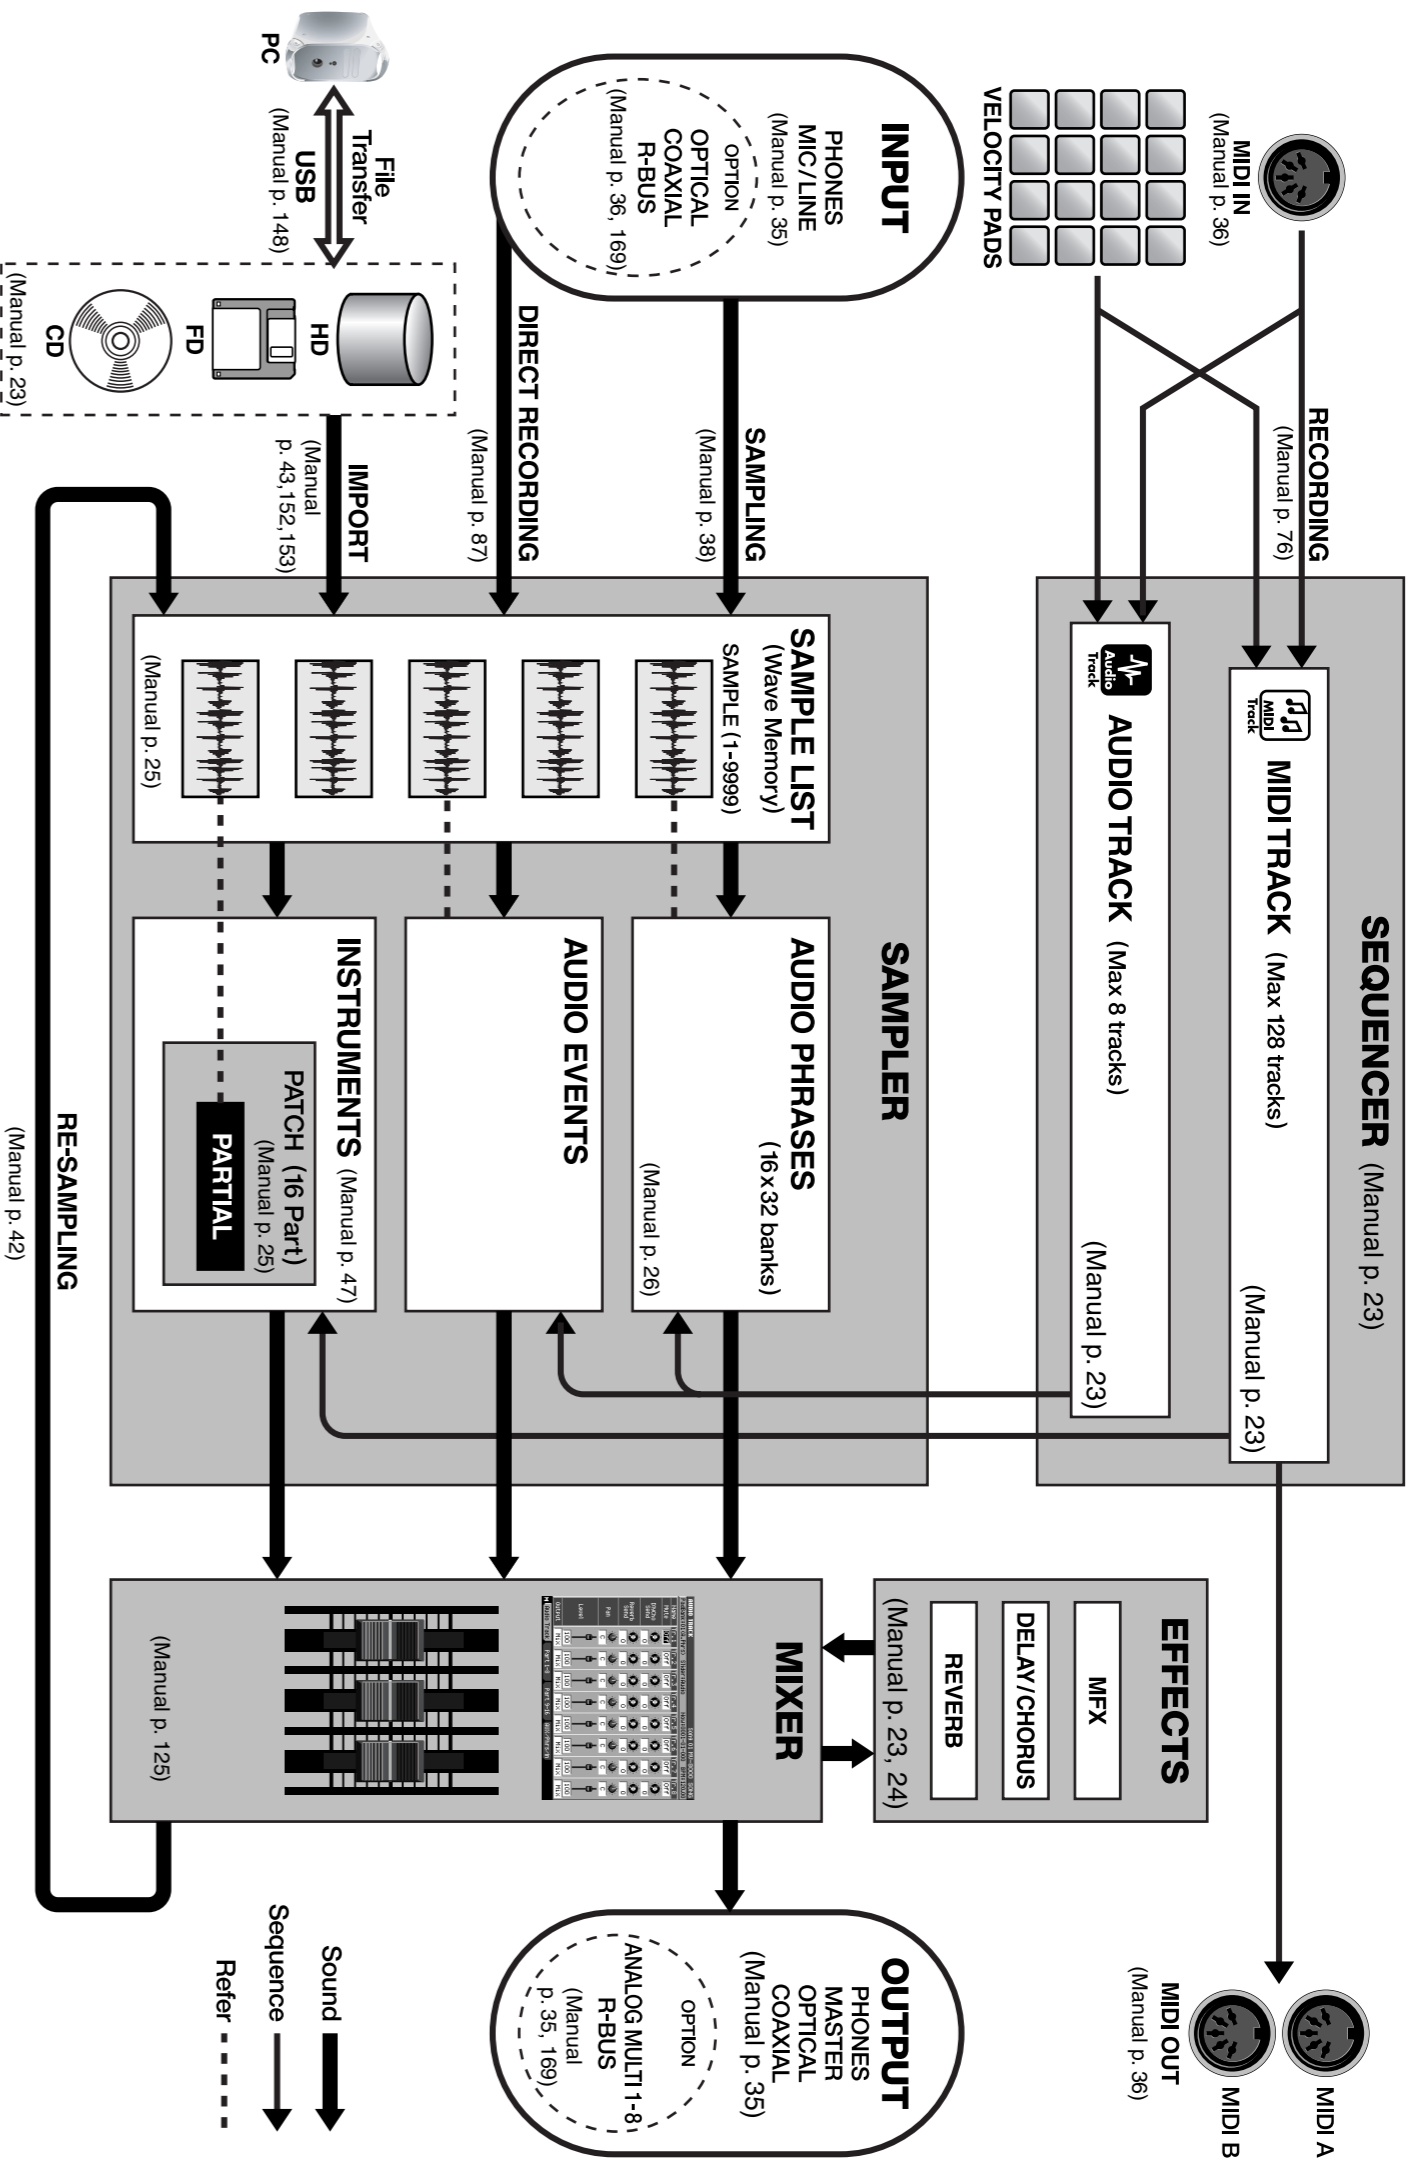 MIDI IN
(Manual p. 36)
VELOCITY PADS
RECORDING
(Manual p. 76)
SEQUENCER (Manual p. 23)
MIDI
Track
MIDI TRACK (Max 128 tracks)
(Manual p. 23)
Audio
Track
AUDIO TRACK (Max 8 tracks)
(Manual p. 23)
MIDI A
MIDI B
MIDI OUT
(Manual p. 36)
INPUT
PHONES
MIC/LINE
(Manual p. 35)
OPTION
OPTICAL
COAXIAL
R-BUS
(Manual p. 36, 169)
SAMPLING
(Manual p. 38)
DIRECT RECORDING
(Manual p. 87)
File
Transfer
USB
(Manual p. 148)
PC
HD
FD
CD
(Manual p. 23)
IMPORT
(Manual
p. 43,152,153)
SAMPLER
SAMPLE LIST
(Wave Memory)
SAMPLE (1-9999)
(Manual p. 25)
AUDIO PHRASES
(16 x 32 banks)
(Manual p. 26)
AUDIO EVENTS
INSTRUMENTS (Manual p. 47)
PATCH (16 Part)
(Manual p. 25)
PARTIAL
EFFECTS
MFX
DELAY/CHORUS
REVERB
(Manual p. 23, 24)
MIXER
(Manual p. 125)
OUTPUT
PHONES
MASTER
OPTICAL
COAXIAL
(Manual p. 35)
OPTION
ANALOG MULTI 1-8
R-BUS
(Manual
p. 35, 169)
RE-SAMPLING
(Manual p. 42)
Sound
Sequence
Refer